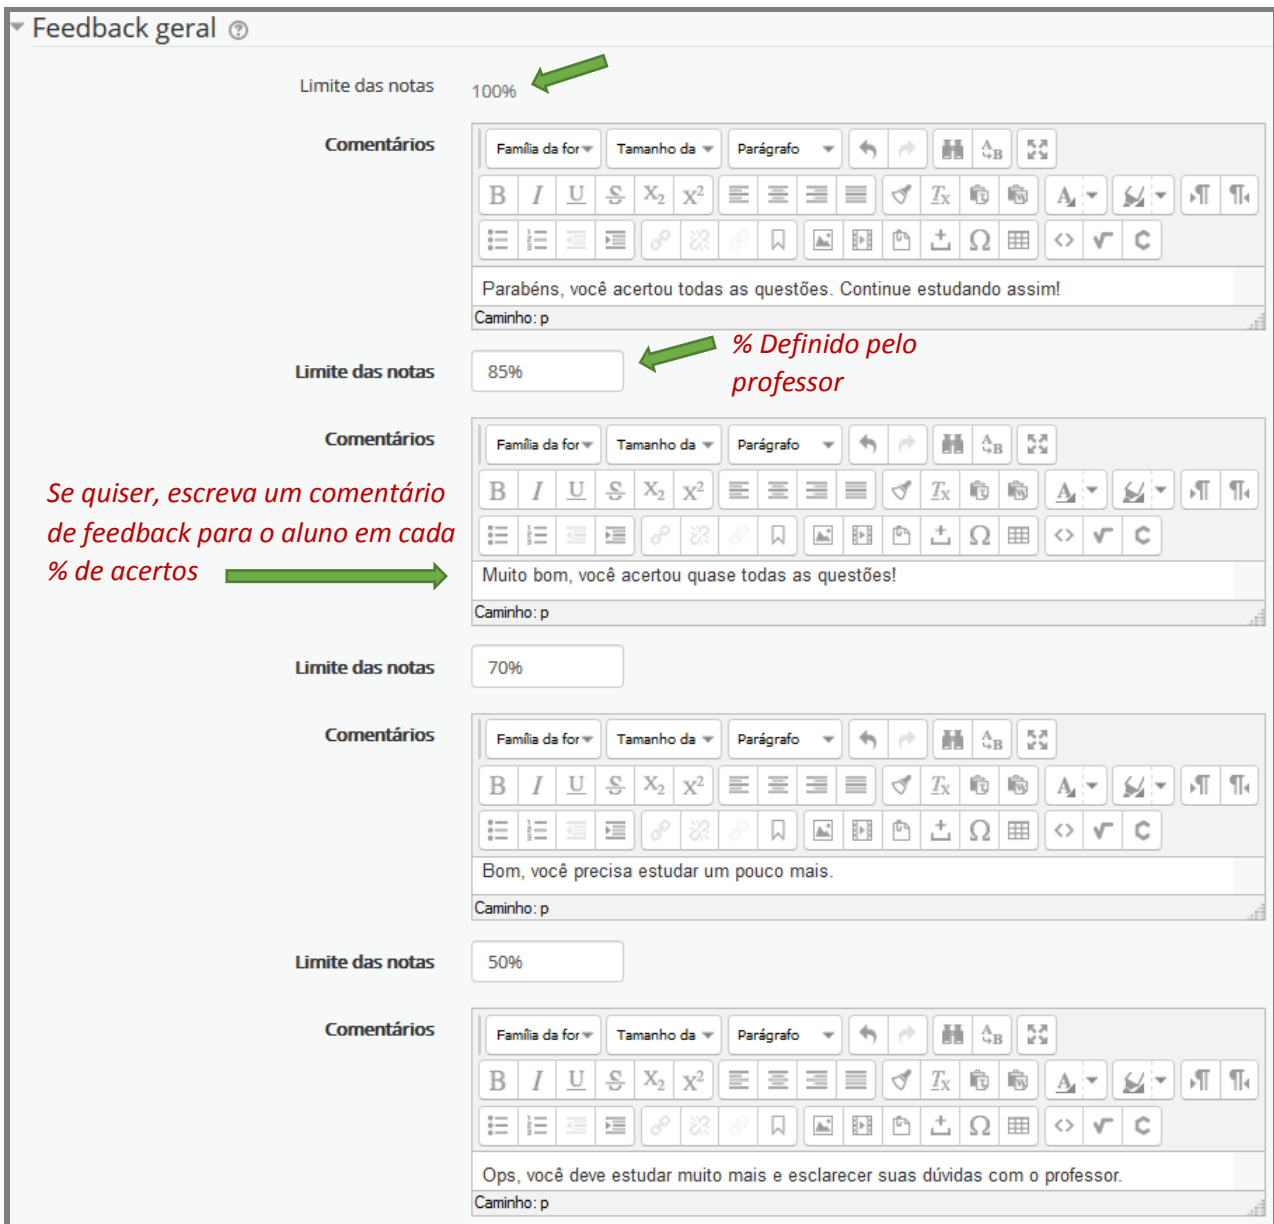 Feedback geral
Limite das notas 100%
Comentários
Família da for Tamanho da Parágrafo
Parabéns, você acertou todas as questões. Continue estudando assim!
Caminho: p
% Definido pelo
professor
Limite das notas 85%
Comentários
Família da for Tamanho da Parágrafo
Se quiser, escreva um comentário
de feedback para o aluno em cada
% de acertos
Muito bom, você acertou quase todas as questões!
Caminho: p
Limite das notas 70%
Comentários
Família da for Tamanho da Parágrafo
Bom, você precisa estudar um pouco mais.
Caminho: p
Limite das notas 50%
Comentários
Família da for Tamanho da Parágrafo
Ops, você deve estudar muito mais e esclarecer suas dúvidas com o professor.
Caminho: p